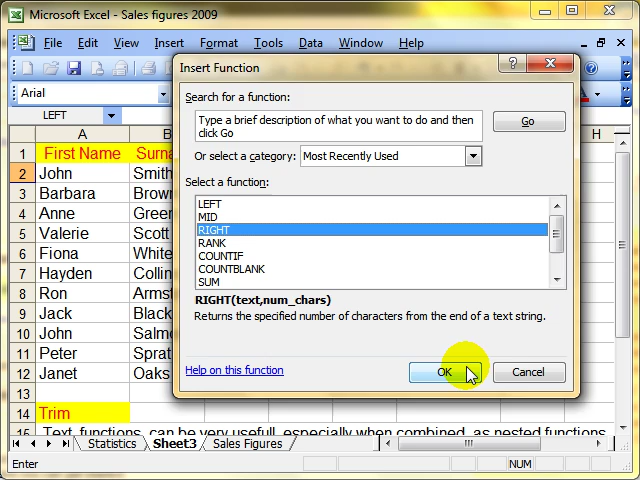 Microsoft Excel - Sales figures 2009
File Edit View Insert Format Tools Data Window Help
Arial
LEFT
A B H
1 First Name Surna
2 John Smith
3 Barbara Brown
4 Anne Green
5 Valerie Scott
6 Fiona White
7 Hayden Collin
8 Ron Armst
9 Jack Black
10 John Salmo
11 Peter Sprat
12 Janet Oaks
13
14 Trim
15 Text functions can be very useful, especially when combined as nested functions
Statistics Sheet3 Sales Figures
Enter NUM
Insert Function
Search for a function:
Type a brief description of what you want to do and then
click Go
Go
Or select a category: Most Recently Used
Select a function:
LEFT
MID
RIGHT
RANK
COUNTIF
COUNTBLANK
SUM
RIGHT(text,num_chars)
Returns the specified number of characters from the end of a text string.
Help on this function
OK Cancel